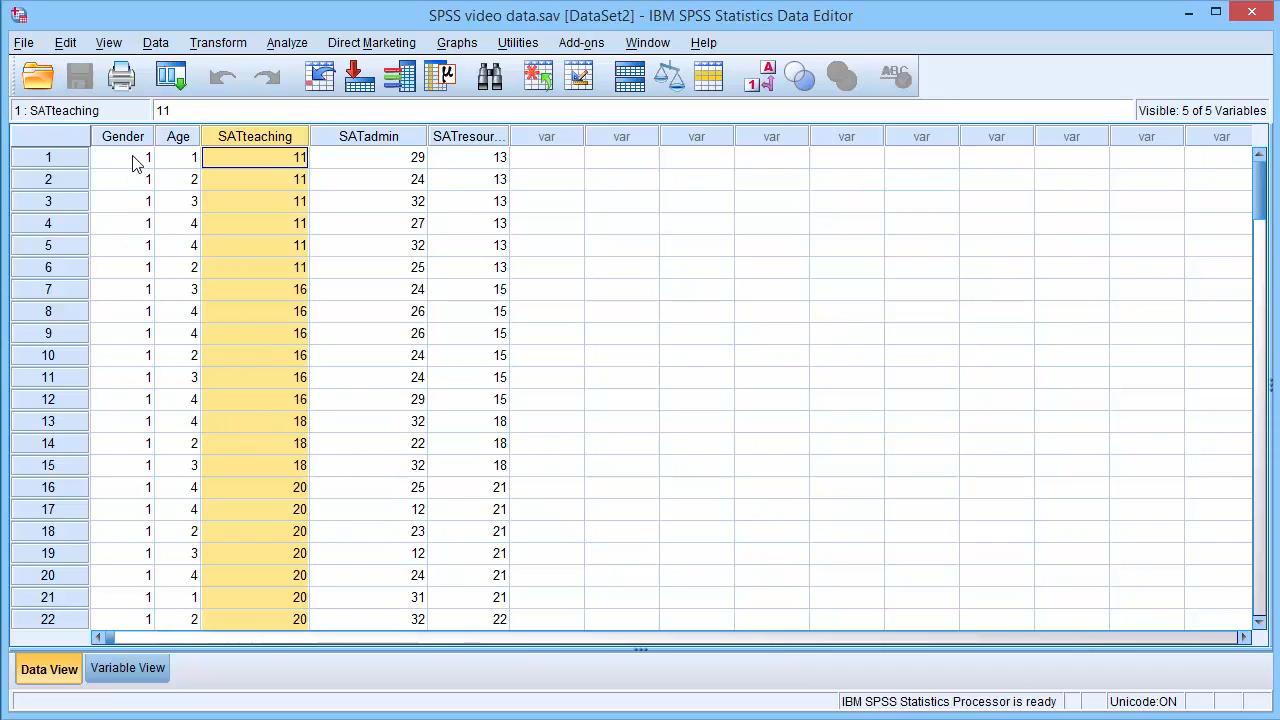 SPSS video data.sav [DataSet2] - IBM SPSS Statistics Data Editor
File Edit View Data Transform Analyze Direct Marketing Graphs Utilities Add-ons Window Help
1 : SATteaching 11 Visible: 5 of 5 Variables
Gender Age SATteaching SATadmin SATresour... var var var var var var var var var var
1 1 1 11 29 13
2 1 2 11 24 13
3 1 3 11 32 13
4 1 4 11 27 13
5 1 4 11 32 13
6 1 2 11 25 13
7 1 3 16 24 15
8 1 4 16 26 15
9 1 4 16 26 15
10 1 2 16 24 15
11 1 3 16 24 15
12 1 4 16 29 15
13 1 4 18 32 18
14 1 2 18 22 18
15 1 3 18 32 18
16 1 4 20 25 21
17 1 4 20 12 21
18 1 2 20 23 21
19 1 3 20 12 21
20 1 4 20 24 21
21 1 1 20 31 21
22 1 2 20 32 22
Data View Variable View
IBM SPSS Statistics Processor is ready Unicode:ON